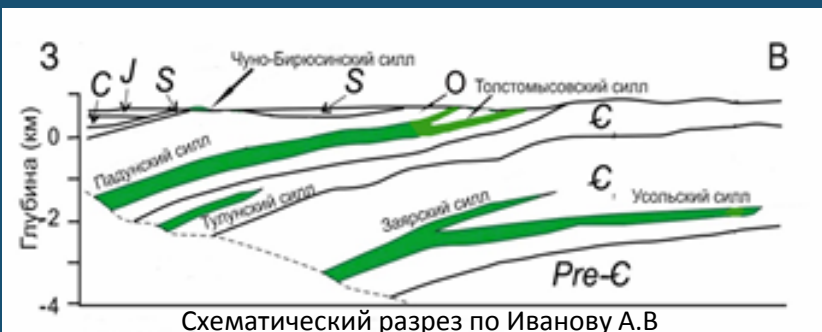 З
В
Чуно-Бирюсинский силл
C J S
S
O
Толстомысовский силл
Є
Глубина (км)
0
Падунский силл
Є
Тулунский силл
Заярский силл
Усольский силл
-2
Pre-Є
-4
Схематический разрез по Иванову А.В